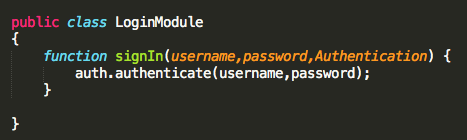 public class LoginModule
{
function signIn(username,password,Authentication) {
auth.authenticate(username,password);
}
}